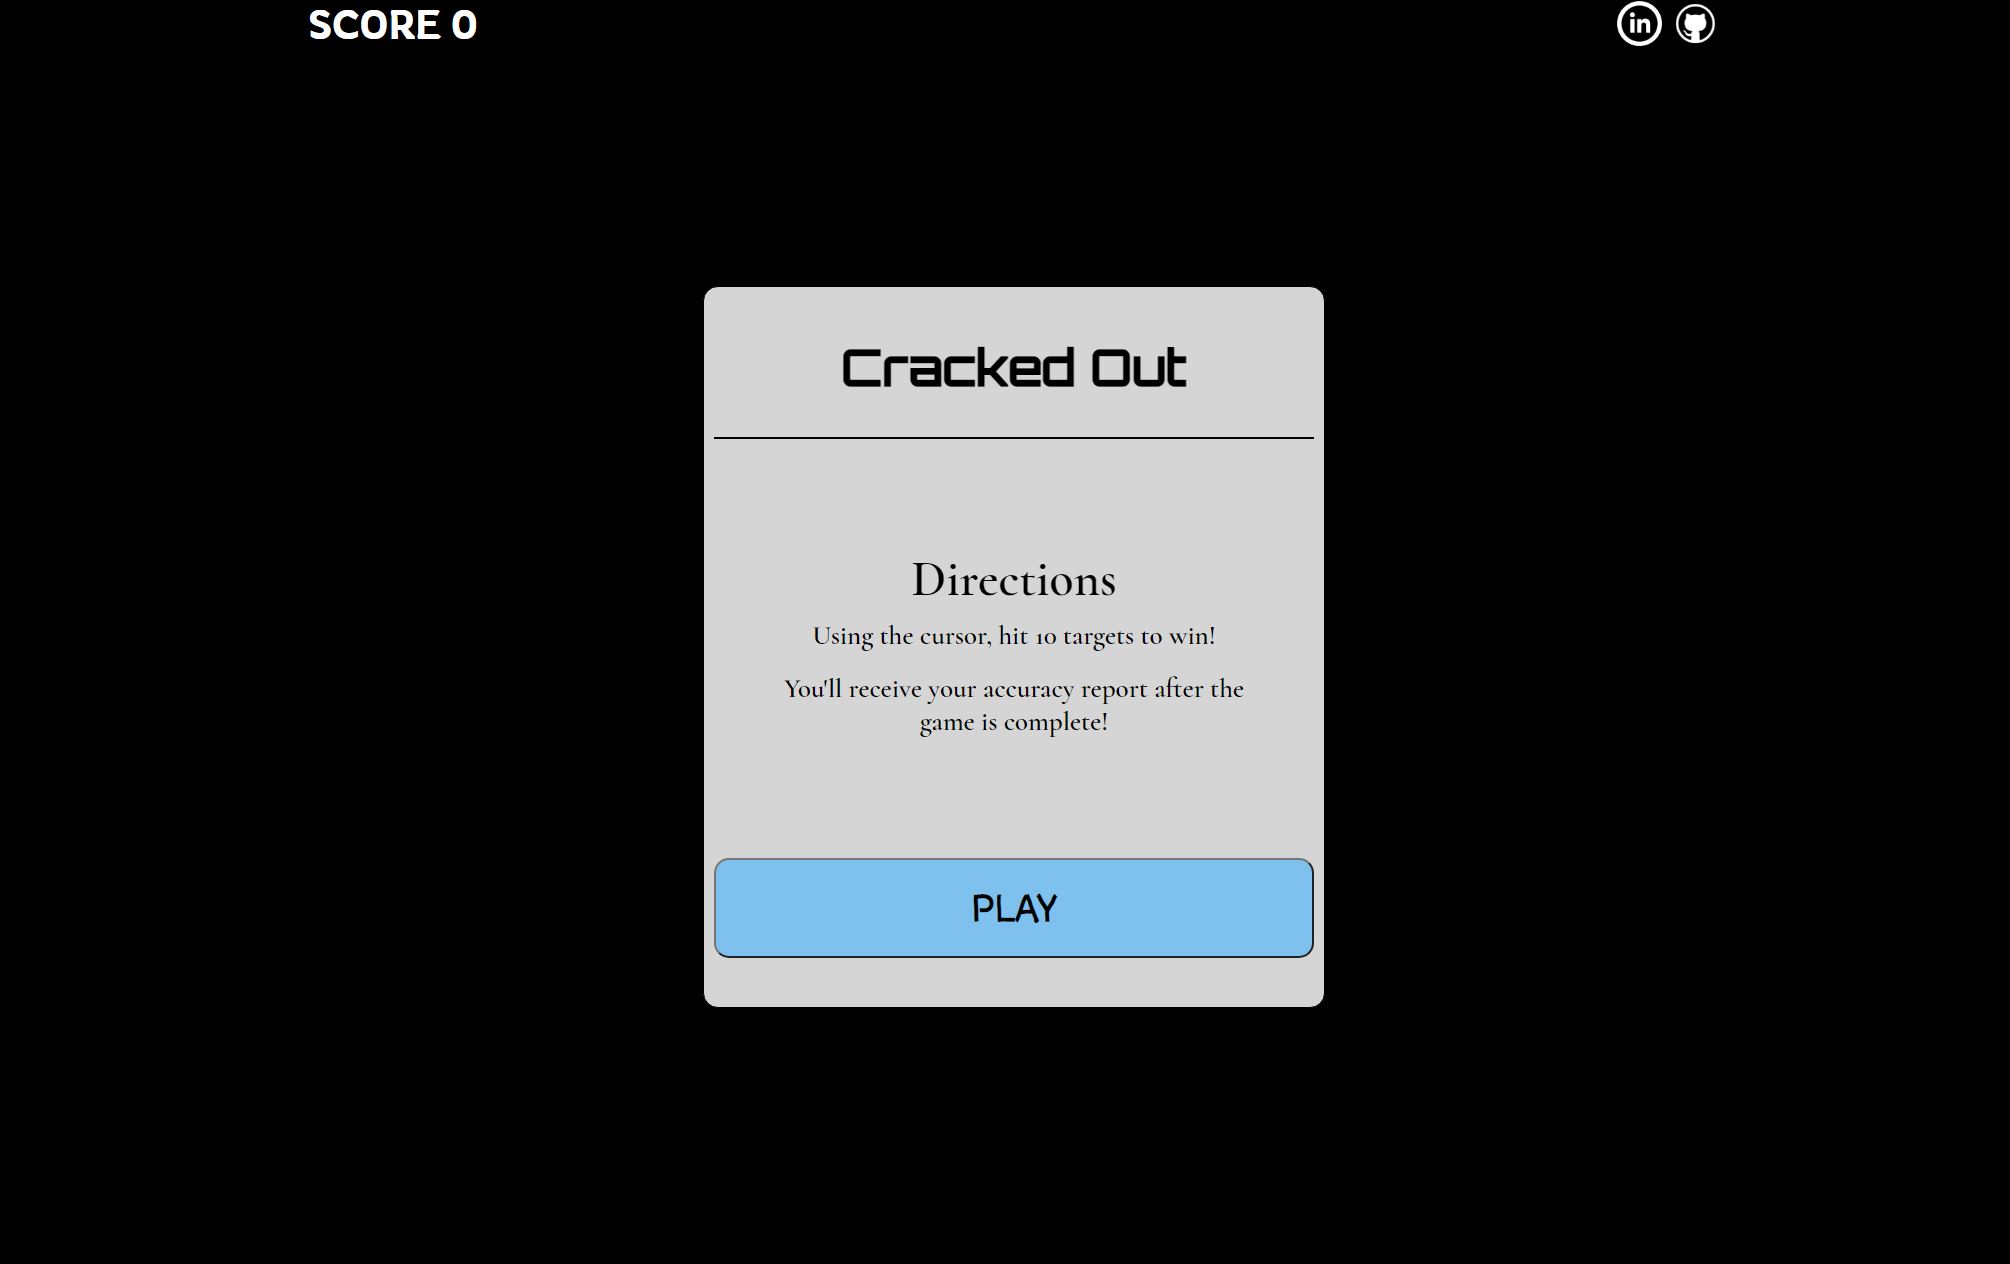 SCORE 0
in
Cracked Out
Directions
Using the cursor, hit 10 targets to win!
You'll receive your accuracy report after the
game is complete!
PLAY